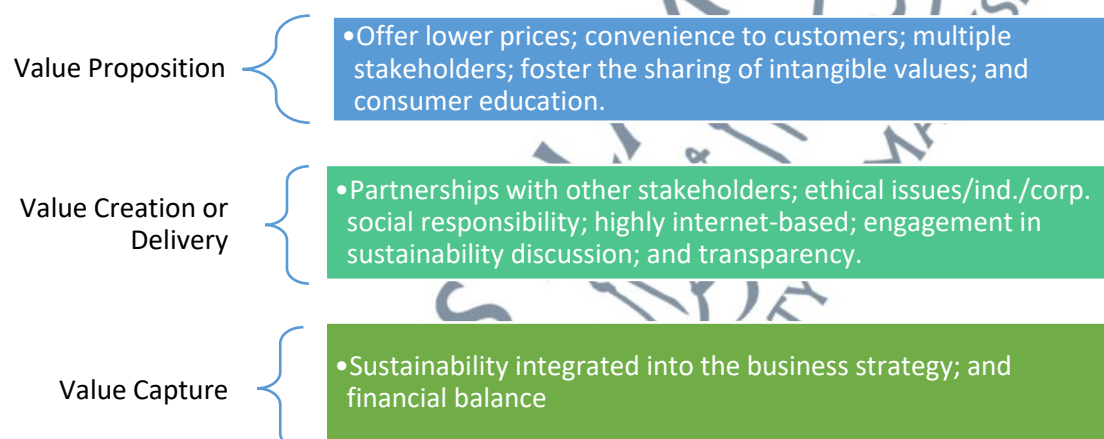 Value Proposition
•Offer lower prices; convenience to customers; multiple
stakeholders; foster the sharing of intangible values; and
consumer education.
&
Value Creation or
Delivery
•Partnerships with other stakeholders; ethical issues/ind./corp.
social responsibility; highly internet-based; engagement in
sustainability discussion; and transparency.
Value Capture
•Sustainability integrated into the business strategy; and
financial balance